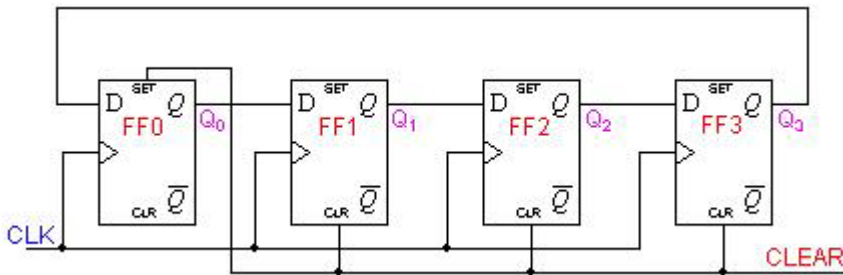 SET SET SET SET
D Q Q0 D Q Q1 D Q Q2 D Q Q3
FF0 FF1 FF2 FF3
CLR Q̅ CLR Q̅ CLR Q̅ CLR Q̅
CLK
CLEAR